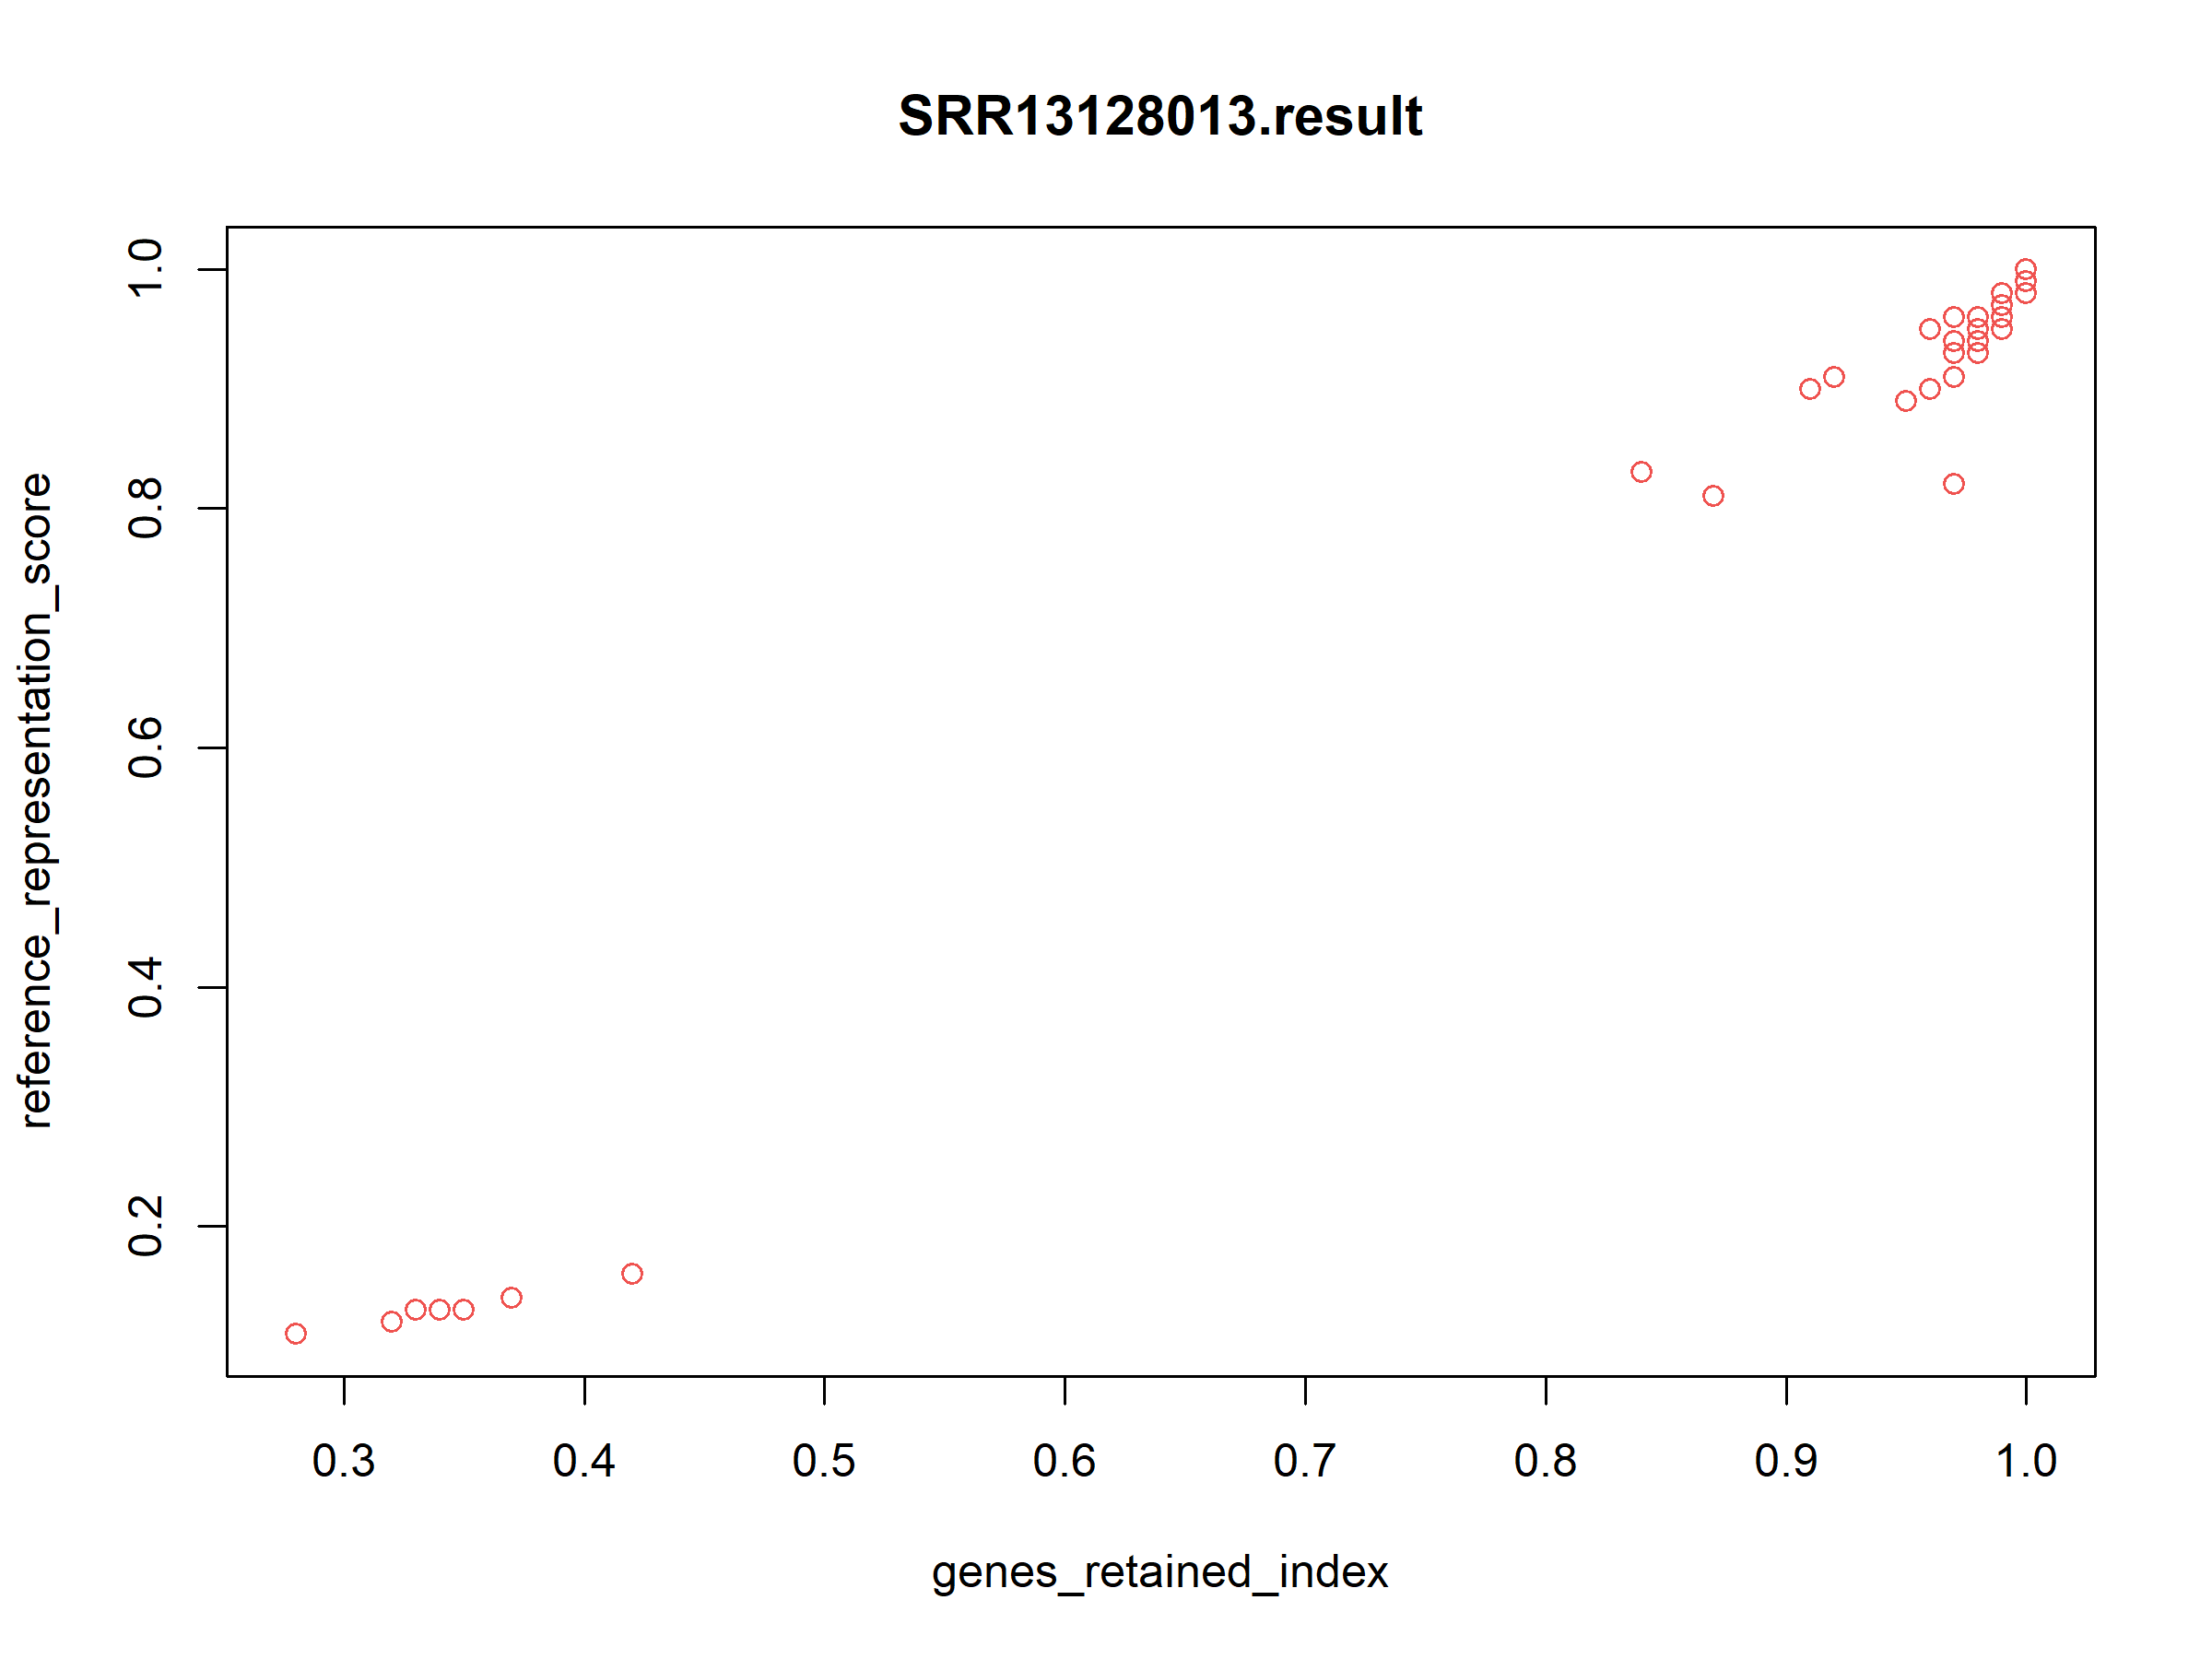 SRR13128013.result
reference_representation_score
1.0
0.8
0.6
0.4
0.2
0.3 0.4 0.5 0.6 0.7 0.8 0.9 1.0
genes_retained_index